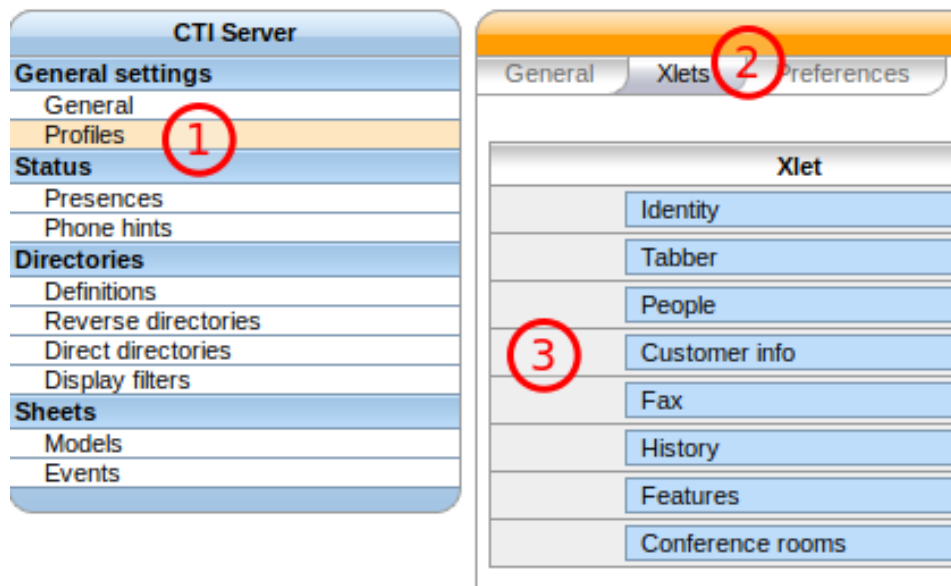 CTI Server
General settings
General
Profiles
1
Status
Presences
Phone hints
Directories
Definitions
Reverse directories
Direct directories
Display filters
Sheets
Models
Events
General Xlets 2 Preferences
Xlet
Identity
Tabber
People
3 Customer info
Fax
History
Features
Conference rooms